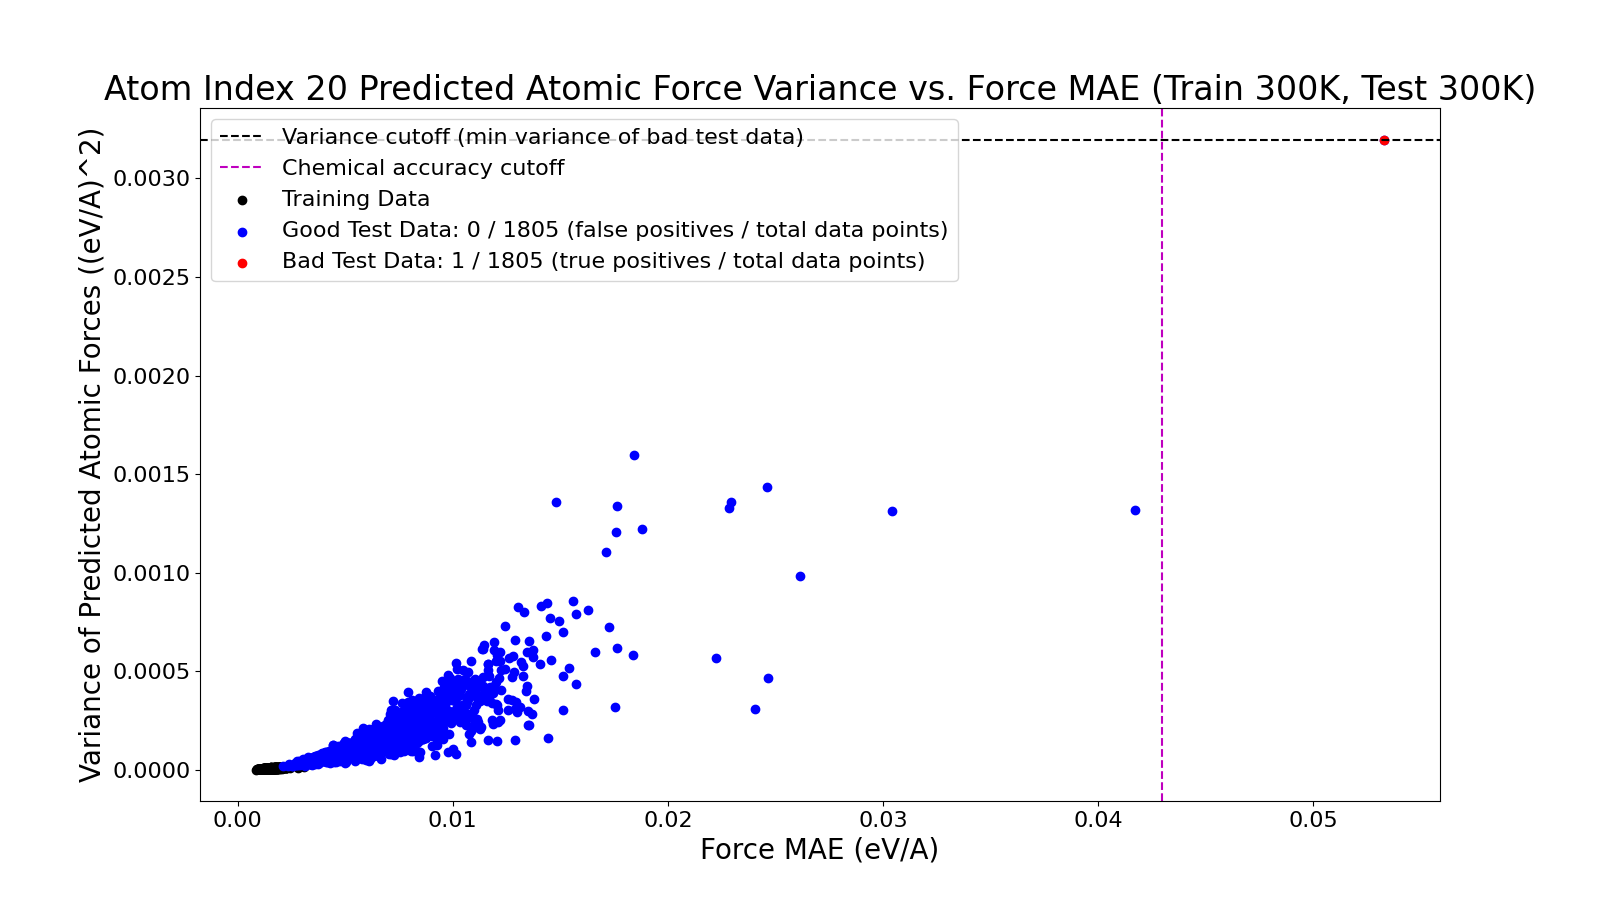 Atom Index 20 Predicted Atomic Force Variance vs. Force MAE (Train 300K, Test 300K)
Variance cutoff (min variance of bad test data)
Chemical accuracy cutoff
Training Data
Good Test Data: 0 / 1805 (false positives / total data points)
Bad Test Data: 1 / 1805 (true positives / total data points)
Variance of Predicted Atomic Forces ((eV/A)^2)
0.0030
0.0025
0.0020
0.0015
0.0010
0.0005
0.0000
0.00 0.01 0.02 0.03 0.04 0.05
Force MAE (eV/A)